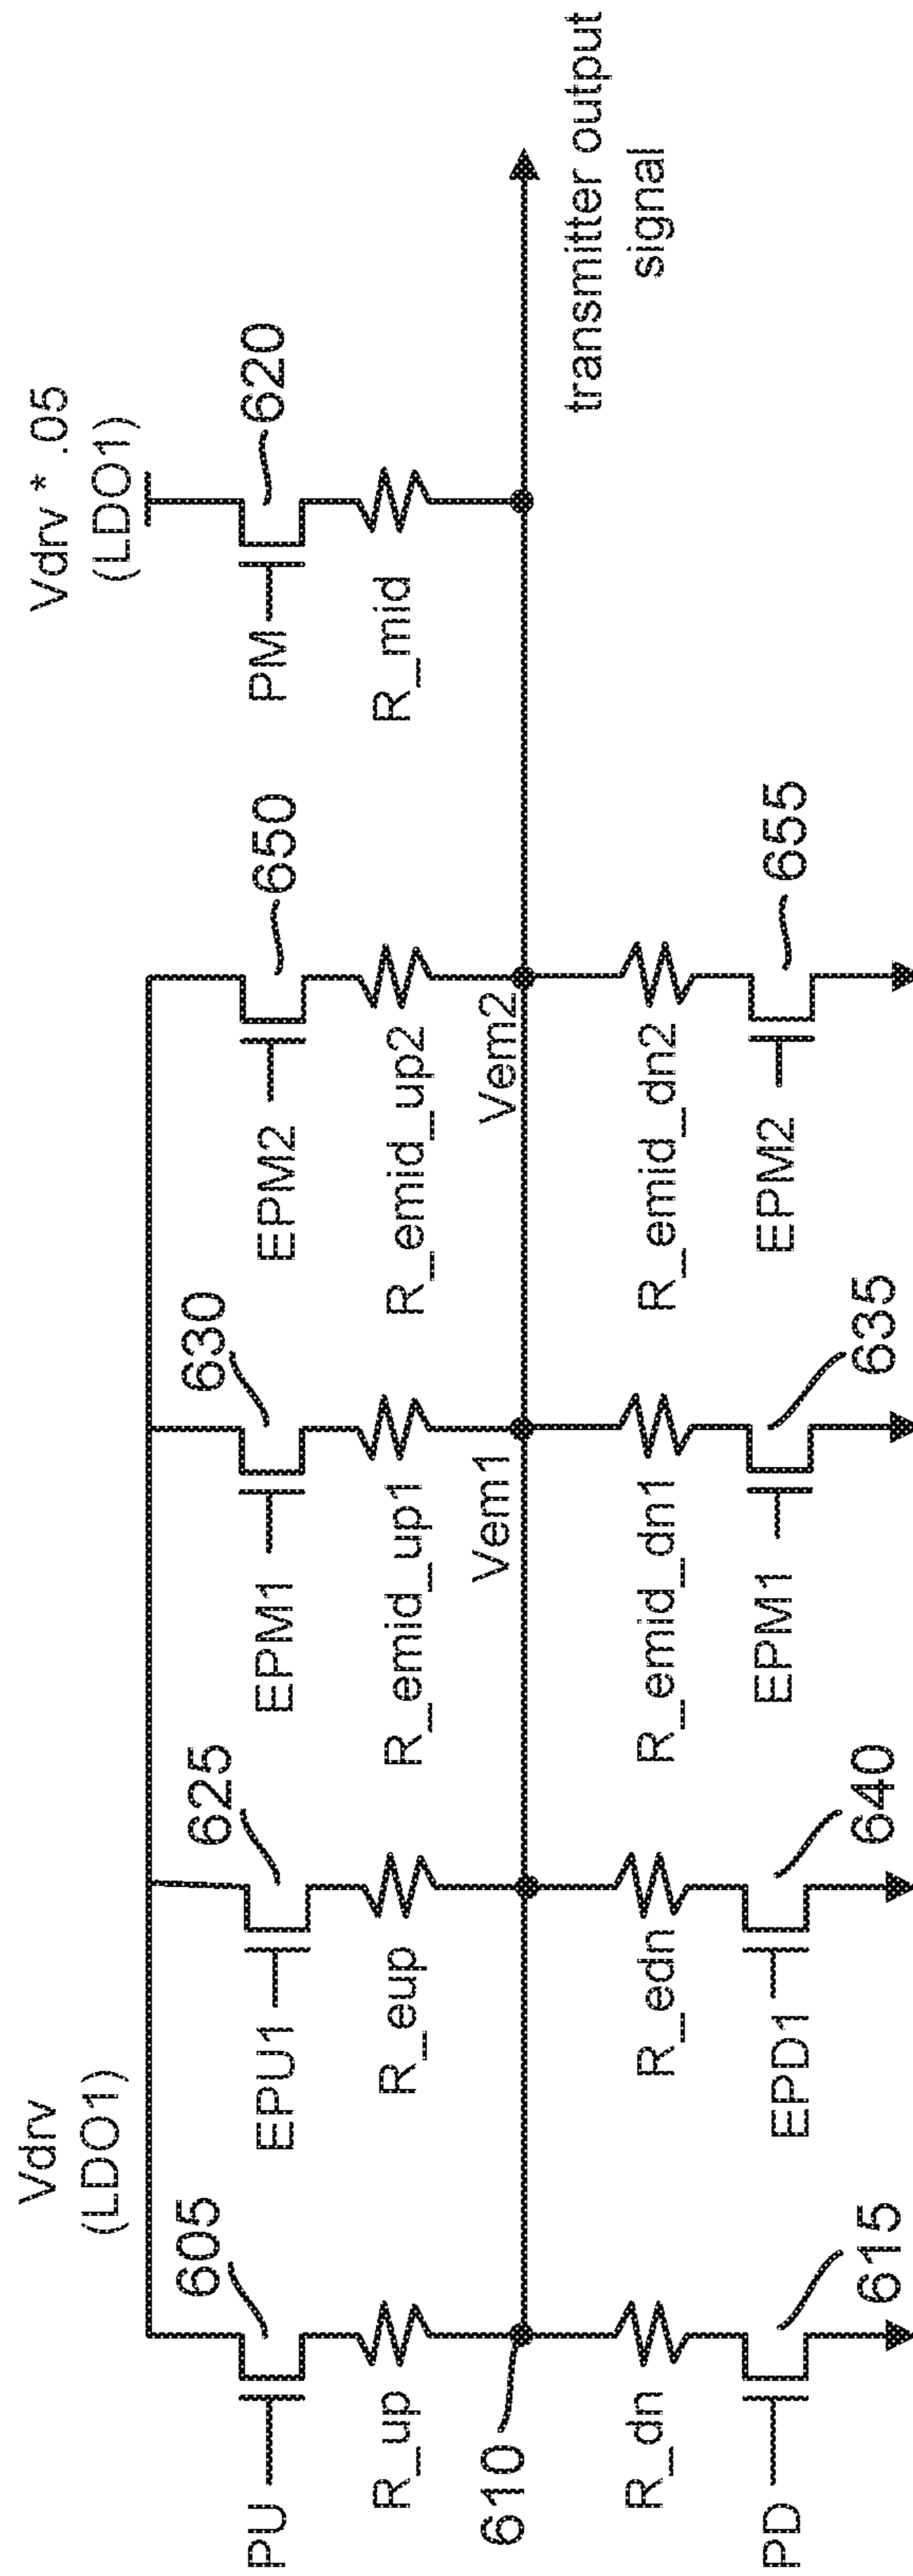 Vdrv
(LDO1)
Vdrv * .05
(LDO1)
605
625
630
650
620
PU
EPU1
EPM1
EPM2
PM
R_up
R_eup
R_emid_up1
R_emid_up2
R_mid
610
Vem1
Vem2
transmitter output
signal
R_dn
R_edn
R_emid_dn1
R_emid_dn2
PD
EPD1
EPM1
EPM2
615
640
635
655